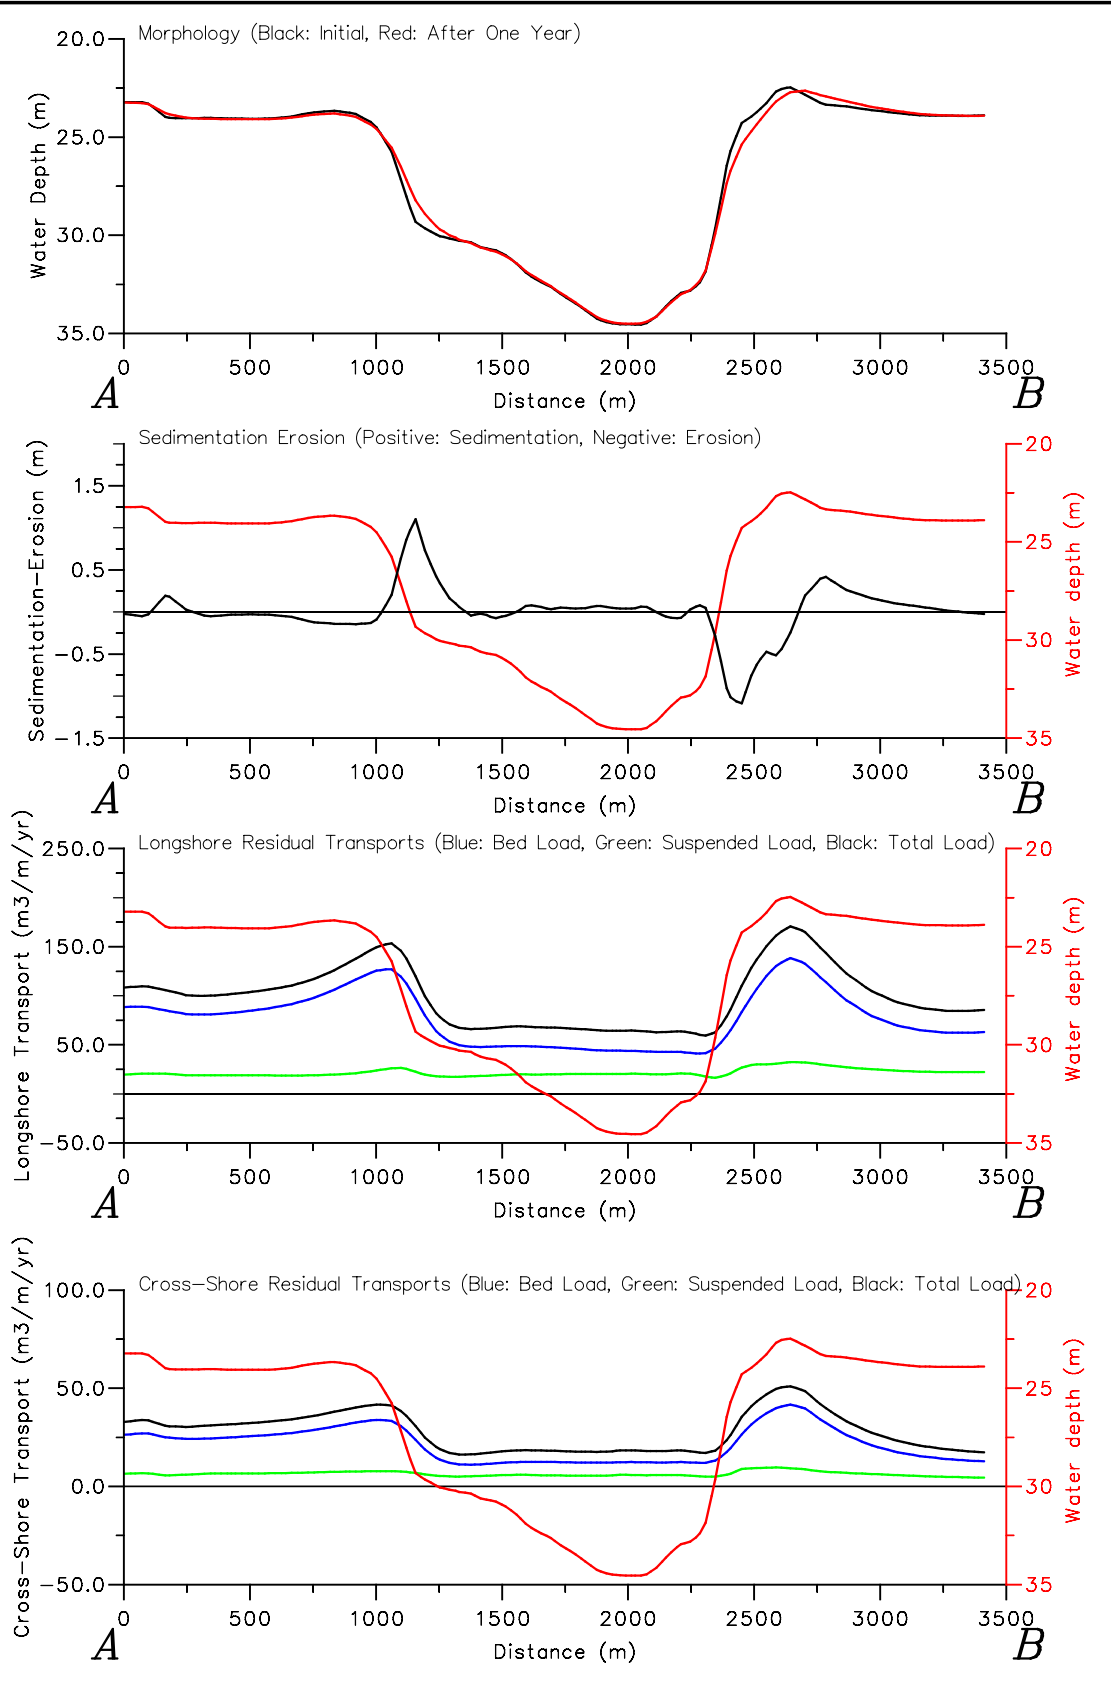 Morphology (Black: Initial, Red: After One Year)
20.0
25.0
30.0
35.0
Water Depth (m)
0 500 1000 1500 2000 2500 3000 3500
A Distance (m) B
Sedimentation Erosion (Positive: Sedimentation, Negative: Erosion)
1.5
0.5
−0.5
−1.5
Sedimentation−Erosion (m)
20
25
30
35
Water depth (m)
0 500 1000 1500 2000 2500 3000 3500
A Distance (m) B
Longshore Residual Transports (Blue: Bed Load, Green: Suspended Load, Black: Total Load)
250.0
150.0
50.0
−50.0
Longshore Transport (m3/m/yr)
20
25
30
35
Water depth (m)
0 500 1000 1500 2000 2500 3000 3500
A Distance (m) B
Cross−Shore Residual Transports (Blue: Bed Load, Green: Suspended Load, Black: Total Load)
100.0
50.0
0.0
−50.0
Cross−Shore Transport (m3/m/yr)
20
25
30
35
Water depth (m)
0 500 1000 1500 2000 2500 3000 3500
A Distance (m) B